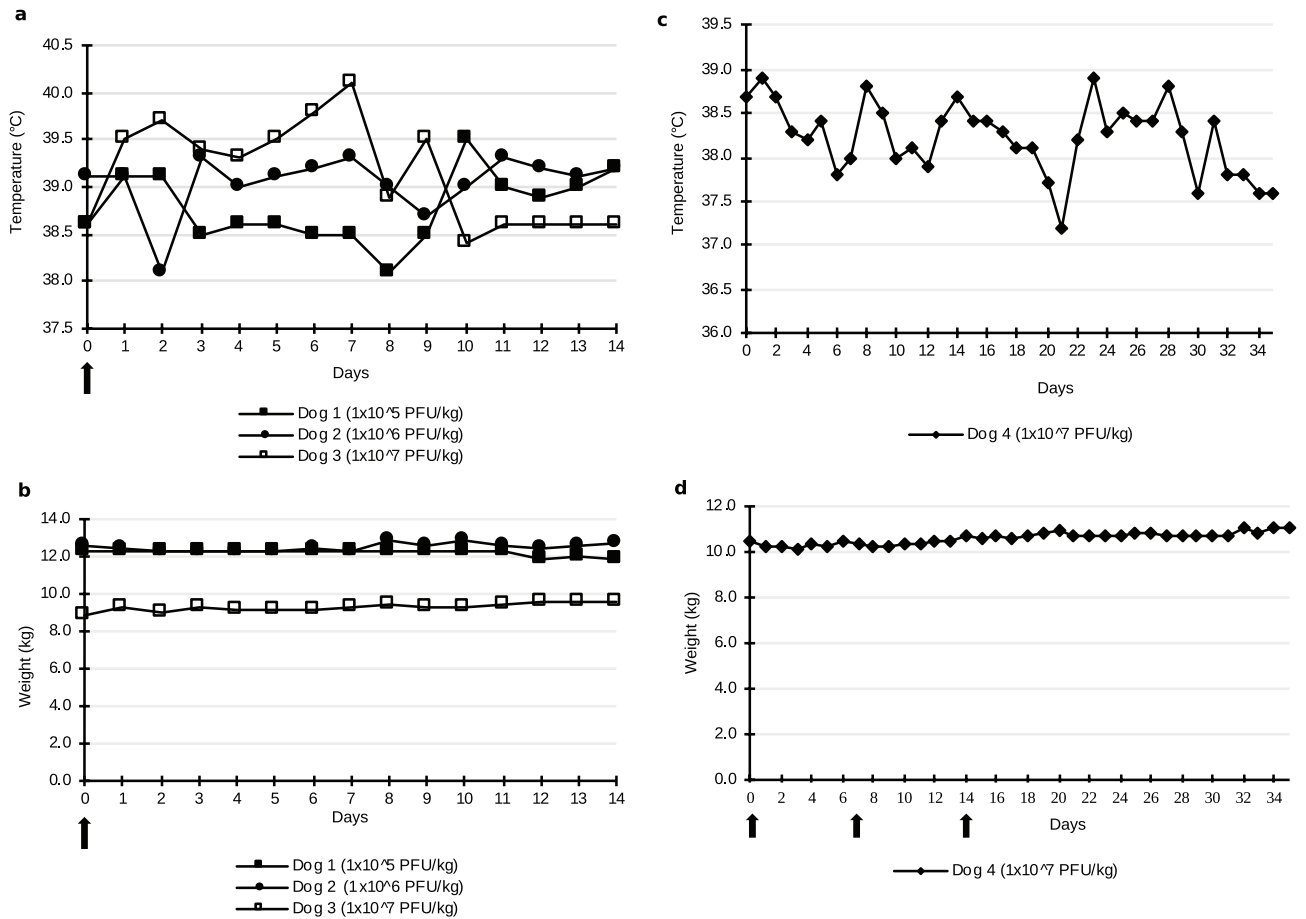 a
Temperature (°C)
40.5
40.0
39.5
39.0
38.5
38.0
37.5
0 1 2 3 4 5 6 7 8 9 10 11 12 13 14
Days
Dog 1 (1x10^5 PFU/kg)
Dog 2 (1x10^6 PFU/kg)
Dog 3 (1x10^7 PFU/kg)
c
Temperature (°C)
39.5
39.0
38.5
38.0
37.5
37.0
36.5
36.0
0 2 4 6 8 10 12 14 16 18 20 22 24 26 28 30 32 34
Days
Dog 4 (1x10^7 PFU/kg)
b
Weight (kg)
14.0
12.0
10.0
8.0
6.0
4.0
2.0
0.0
0 1 2 3 4 5 6 7 8 9 10 11 12 13 14
Days
Dog 1 (1x10^5 PFU/kg)
Dog 2 (1x10^6 PFU/kg)
Dog 3 (1x10^7 PFU/kg)
d
Weight (kg)
12.0
10.0
8.0
6.0
4.0
2.0
0.0
0 2 4 6 8 10 12 14 16 18 20 22 24 26 28 30 32 34
Days
Dog 4 (1x10^7 PFU/kg)